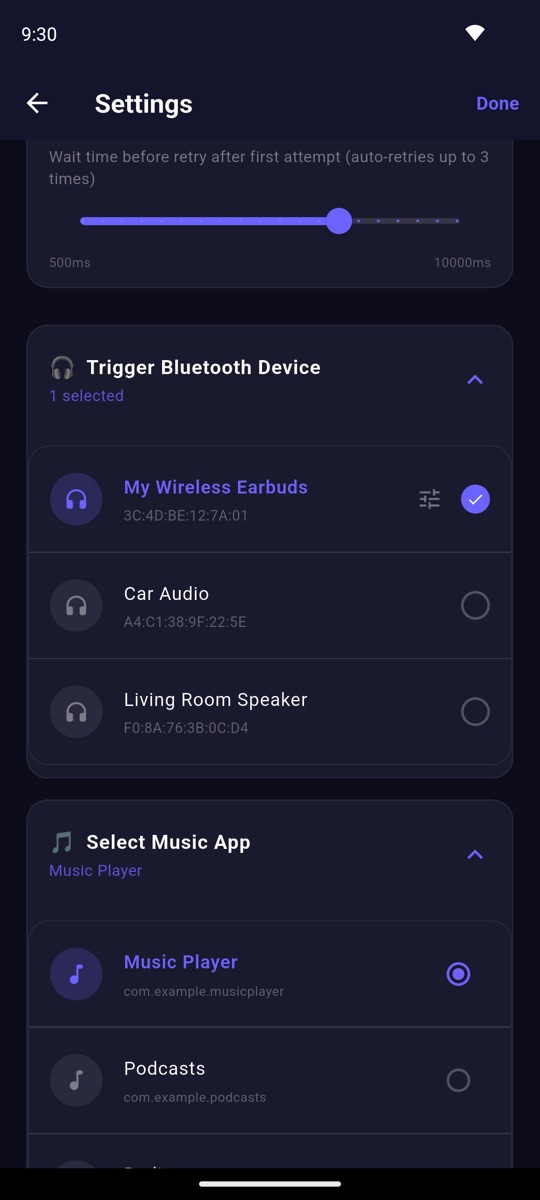 9:30
Settings
Done
Wait time before retry after first attempt (auto-retries up to 3
times)
500ms
10000ms
Trigger Bluetooth Device
1 selected
My Wireless Earbuds
3C:4D:BE:12:7A:01
Car Audio
A4:C1:38:9F:22:5E
Living Room Speaker
F0:8A:76:3B:0C:D4
Select Music App
Music Player
Music Player
com.example.musicplayer
Podcasts
com.example.podcasts